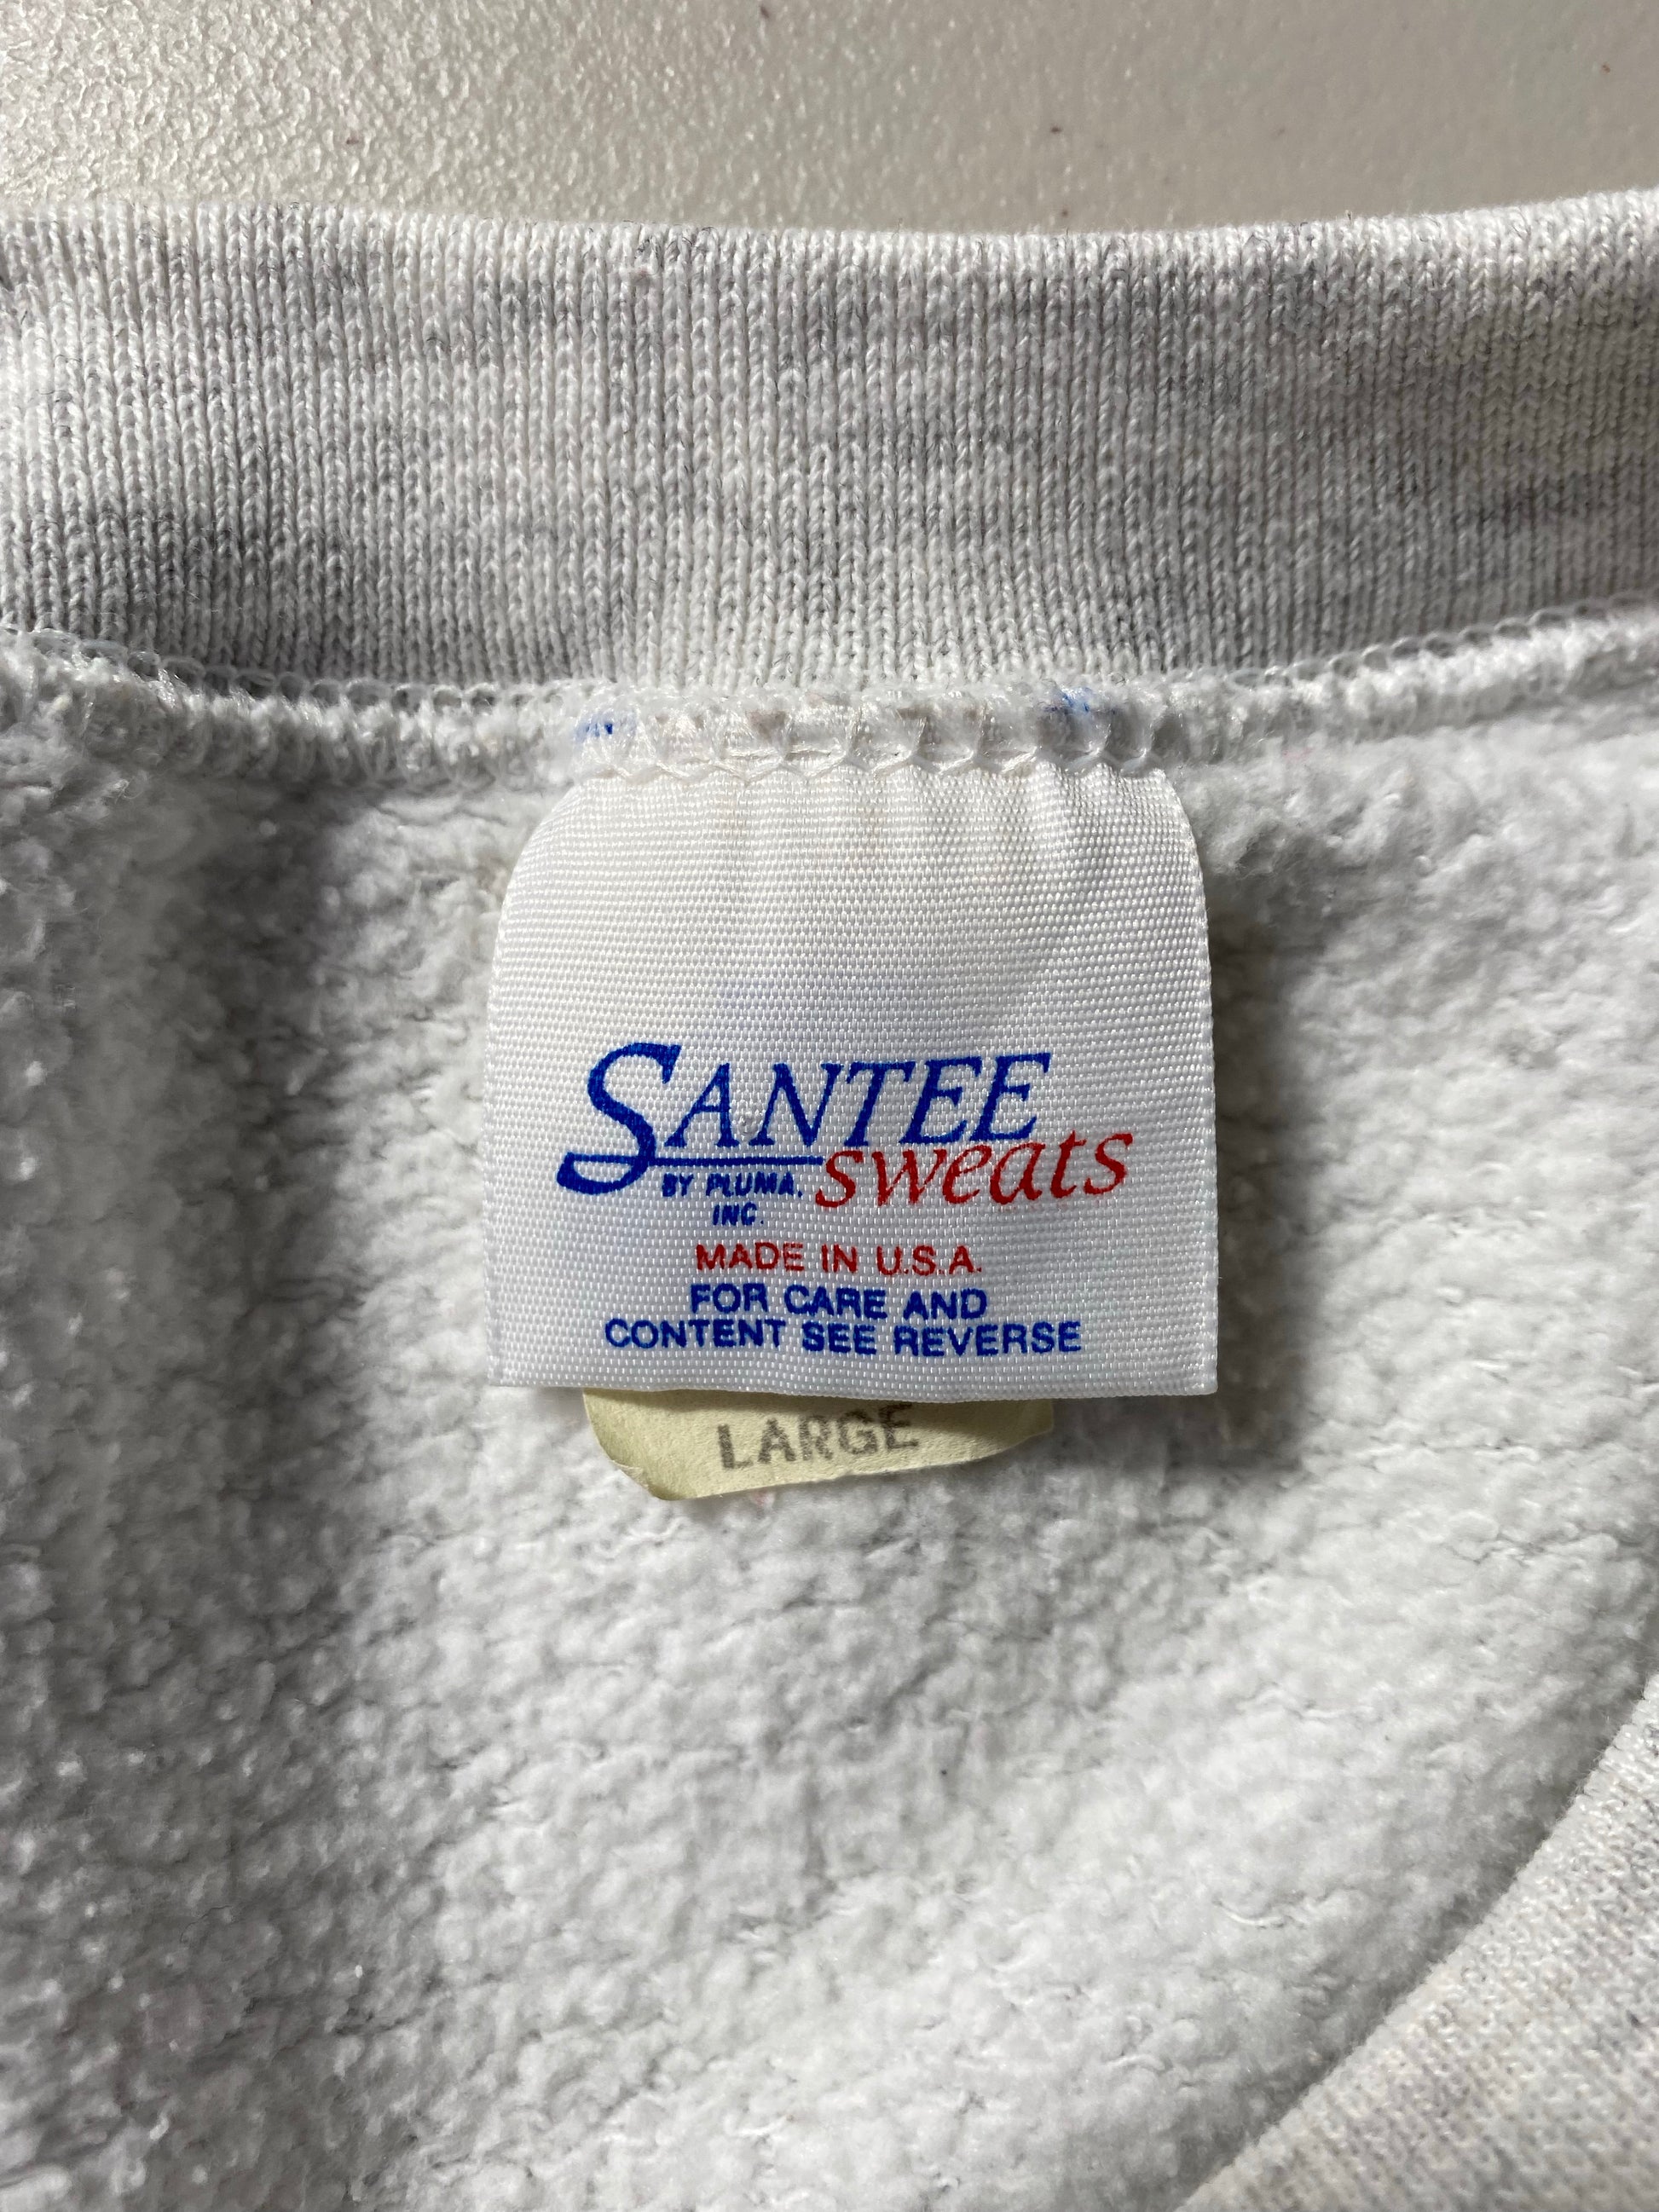 SANTEE
sweats
BY PLUMA,
INC.
MADE IN U.S.A.
FOR CARE AND
CONTENT SEE REVERSE
LARGE